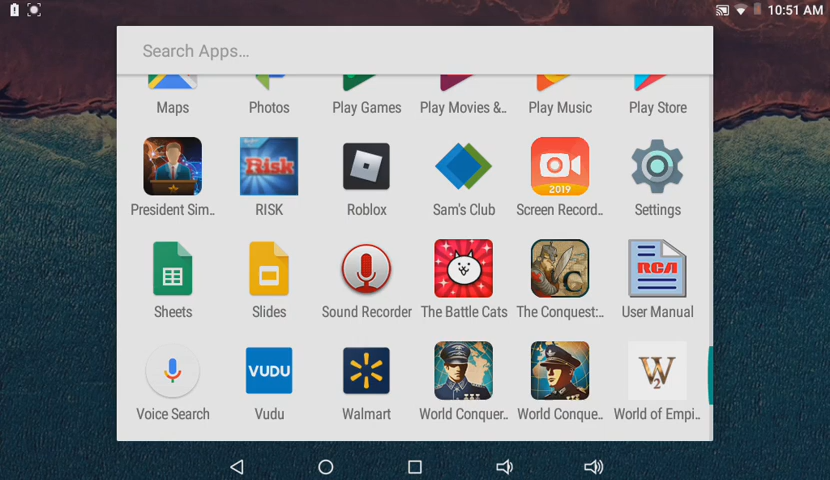 10:51 AM
Search Apps...
Maps
Photos
Play Games
Play Movies &..
Play Music
Play Store
Risk
2019
President Sim..
RISK
Roblox
Sam's Club
Screen Record..
Settings
C
RCA
Sheets
Slides
Sound Recorder
The Battle Cats
The Conquest:..
User Manual
VUDU
W
2
Voice Search
Vudu
Walmart
World Conquer..
World Conque..
World of Empi..